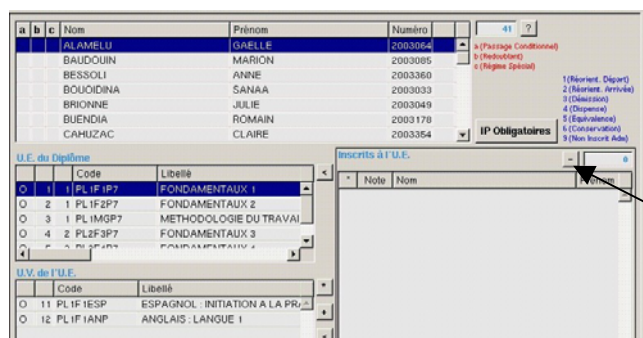 a b c Nom Prénom Numéro 41 ?
ALAMELU GAELLE 2003064
BAUDOUIN MARION 2003085
BESSOLI ANNE 2003360
BOUOIDINA SANAA 2003033
BRIONNE JULIE 2003049
BUENDIA ROMAIN 2003178
CAHUZAC CLAIRE 2003354
a (Passage Conditionnel)
b (Redoublant)
c (Régime Spécial)
1 (Réorient. Départ)
2 (Réorient. Arrivée)
3 (Démission)
4 (Dispense)
5 (Equivalence)
6 (Conservation)
9 (Non Inscrit Adm)
IP Obligatoires
U.E. du Diplôme
Code Libellé <
O 1 1 PL1F1P7 FONDAMENTAUX 1
O 2 1 PL1F2P7 FONDAMENTAUX 2
O 3 1 PL1MGP7 METHODOLOGIE DU TRAVAI
O 4 2 PL2F3P7 FONDAMENTAUX 3
O 5 2 PL2F4P7 FONDAMENTAUX 4
Inscrits à l'U.E. - 0
* Note Nom Prénom
U.V. de l'U.E.
Code Libellé *
O 11 PL1F1ESP ESPAGNOL : INITIATION A LA PRA
O 12 PL1F1ANP ANGLAIS : LANGUE 1
+
<